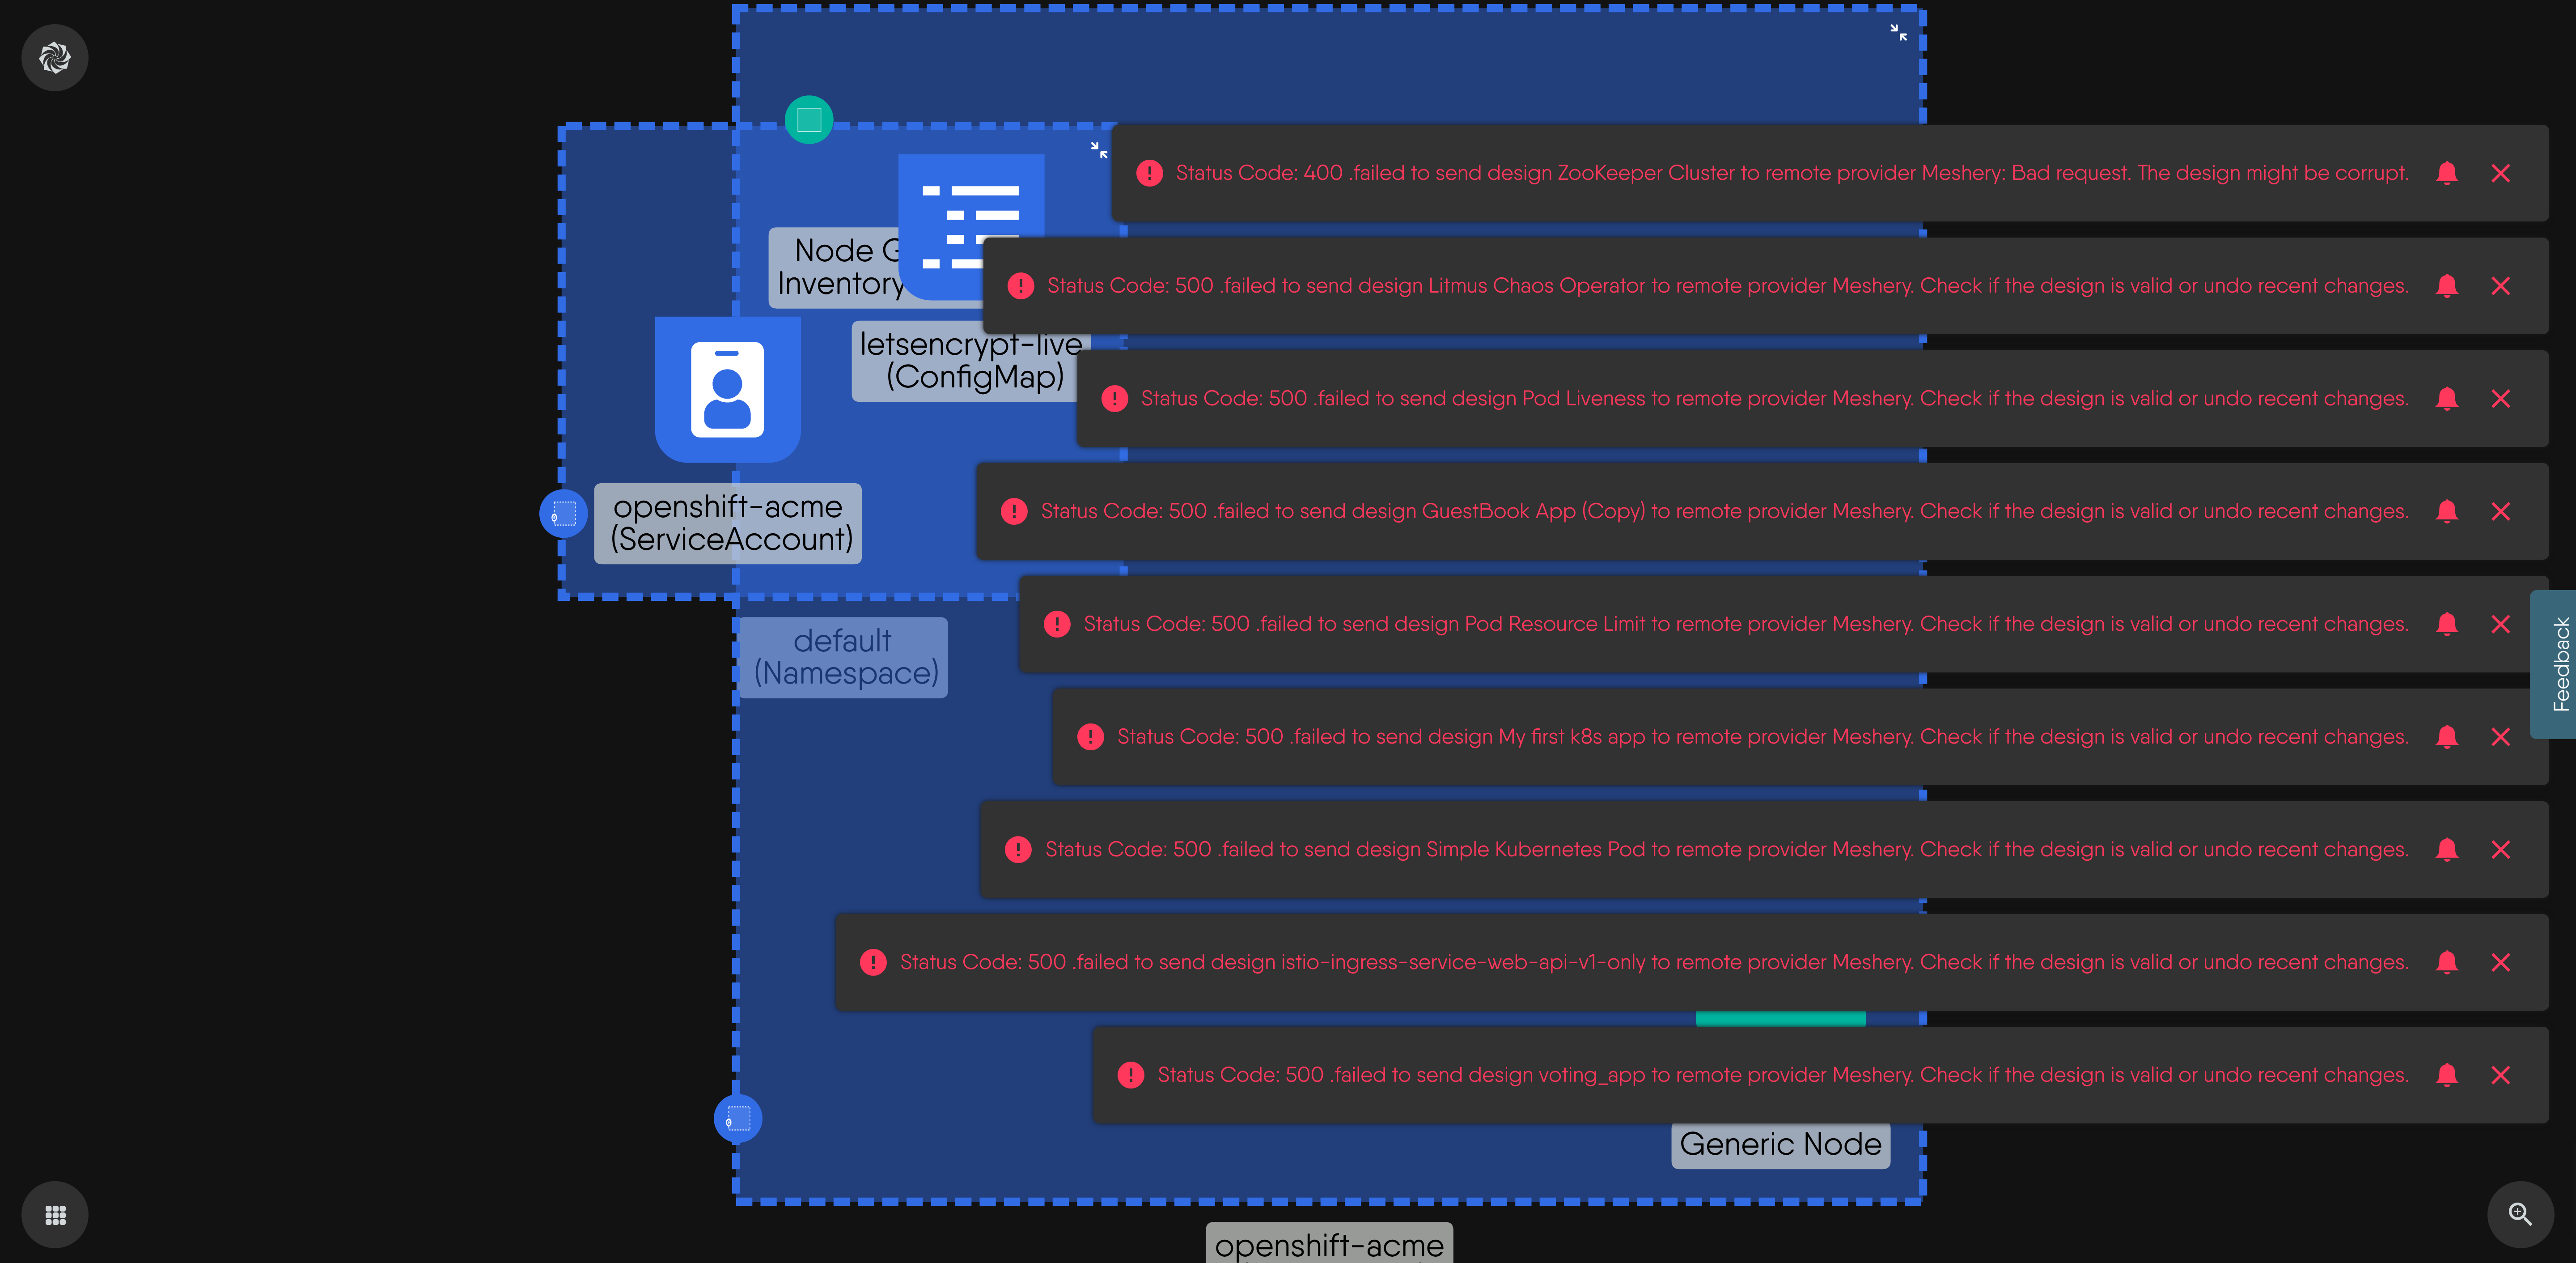 Status Code: 400 .failed to send design ZooKeeper Cluster to remote provider Meshery: Bad request. The design might be corrupt.
Node
Inventory
Status Code: 500 .failed to send design Litmus Chaos Operator to remote provider Meshery. Check if the design is valid or undo recent changes.
letsencrypt-live
(ConfigMap)
Status Code: 500 .failed to send design Pod Liveness to remote provider Meshery. Check if the design is valid or undo recent changes.
openshift-acme
(ServiceAccount)
Status Code: 500 .failed to send design GuestBook App (Copy) to remote provider Meshery. Check if the design is valid or undo recent changes.
default
(Namespace)
Status Code: 500 .failed to send design Pod Resource Limit to remote provider Meshery. Check if the design is valid or undo recent changes.
Feedback
Status Code: 500 .failed to send design My first k8s app to remote provider Meshery. Check if the design is valid or undo recent changes.
Status Code: 500 .failed to send design Simple Kubernetes Pod to remote provider Meshery. Check if the design is valid or undo recent changes.
Status Code: 500 .failed to send design istio-ingress-service-web-api-v1-only to remote provider Meshery. Check if the design is valid or undo recent changes.
Status Code: 500 .failed to send design voting_app to remote provider Meshery. Check if the design is valid or undo recent changes.
Generic Node
openshift-acme